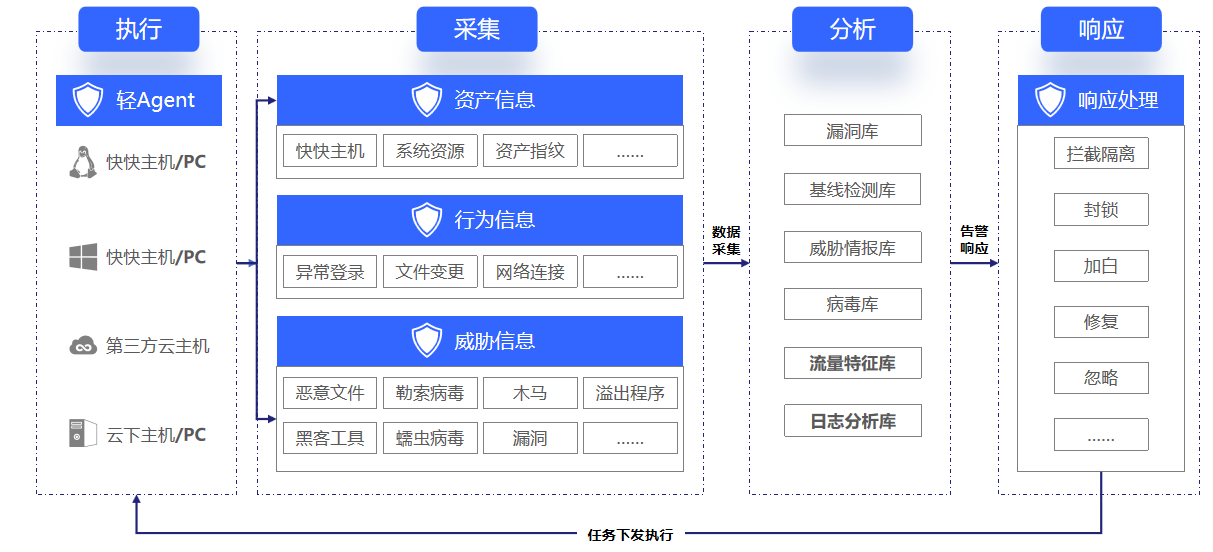 执行
采集
分析
响应
轻Agent
快快主机/PC
快快主机/PC
第三方云主机
云下主机/PC
资产信息
快快主机
系统资源
资产指纹
......
行为信息
异常登录
文件变更
网络连接
......
威胁信息
恶意文件
勒索病毒
木马
溢出程序
黑客工具
蠕虫病毒
漏洞
......
数据
采集
漏洞库
基线检测库
威胁情报库
病毒库
流量特征库
日志分析库
告警
响应
响应处理
拦截隔离
封锁
加白
修复
忽略
......
任务下发执行